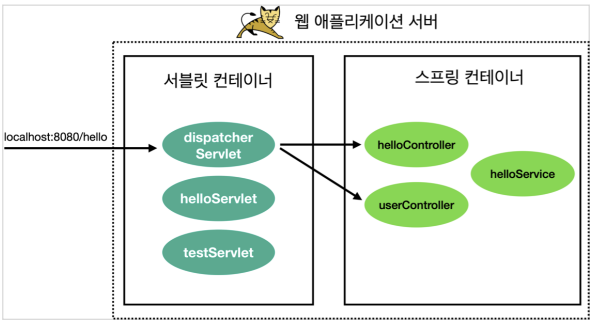 웹 애플리케이션 서버
서블릿 컨테이너
스프링 컨테이너
localhost:8080/hello
dispatcher
Servlet
helloServlet
testServlet
helloController
helloService
userController